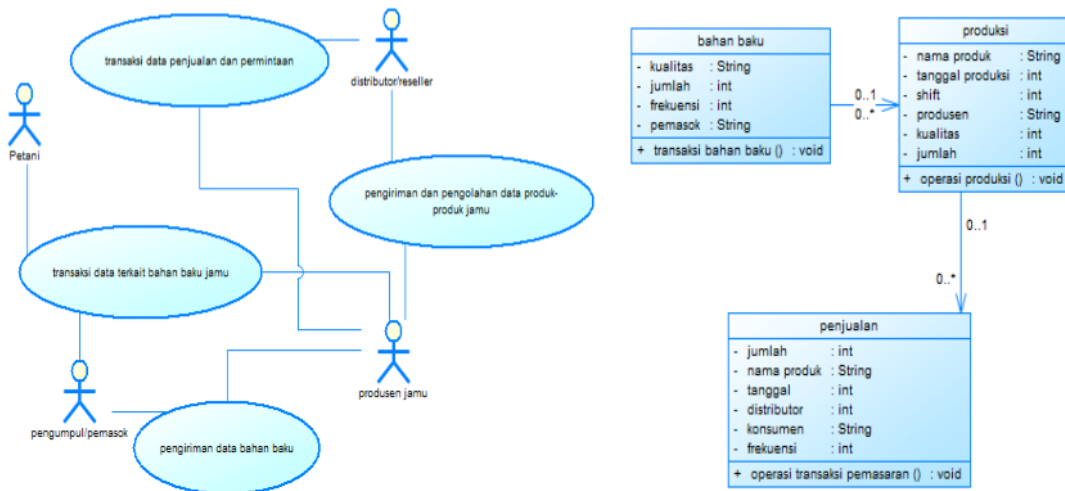 transaksi data penjualan dan permintaan
distributor/reseller
Petani
pengiriman dan pengolahan data produk-
produk jamu
transaksi data terkait bahan baku jamu
produsen jamu
pengumpul/pemasok
pengiriman data bahan baku
bahan baku
- kualitas : String
- jumlah : int
- frekuensi : int
- pemasok : String
+ transaksi bahan baku () : void
0..1
0..*
produksi
- nama produk : String
- tanggal produksi : int
- shift : int
- produsen : String
- kualitas : int
- jumlah : int
+ operasi produksi () : void
0..1
0..*
penjualan
- jumlah : int
- nama produk : String
- tanggal : int
- distributor : int
- konsumen : String
- frekuensi : int
+ operasi transaksi pemasaran () : void